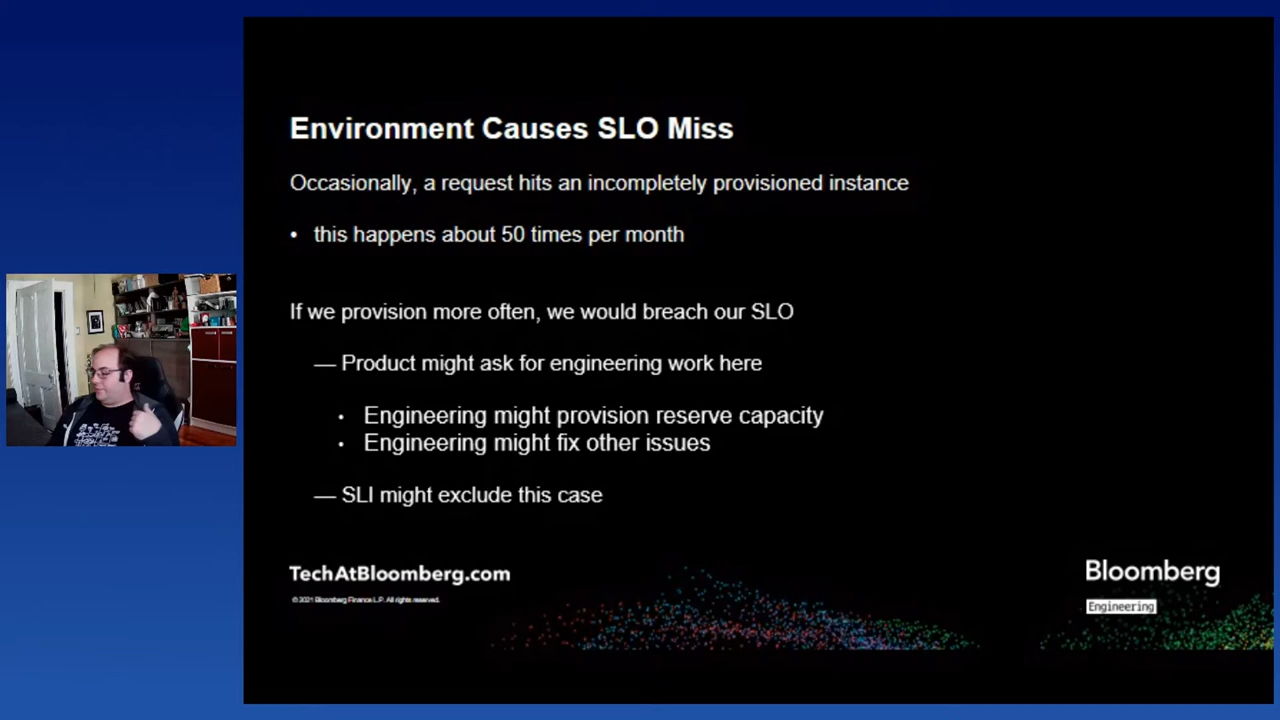 Environment Causes SLO Miss
Occasionally, a request hits an incompletely provisioned instance
• this happens about 50 times per month
If we provision more often, we would breach our SLO
— Product might ask for engineering work here
• Engineering might provision reserve capacity
• Engineering might fix other issues
— SLI might exclude this case
TechAtBloomberg.com
© 2021 Bloomberg Finance L.P. All rights reserved.
Bloomberg
Engineering